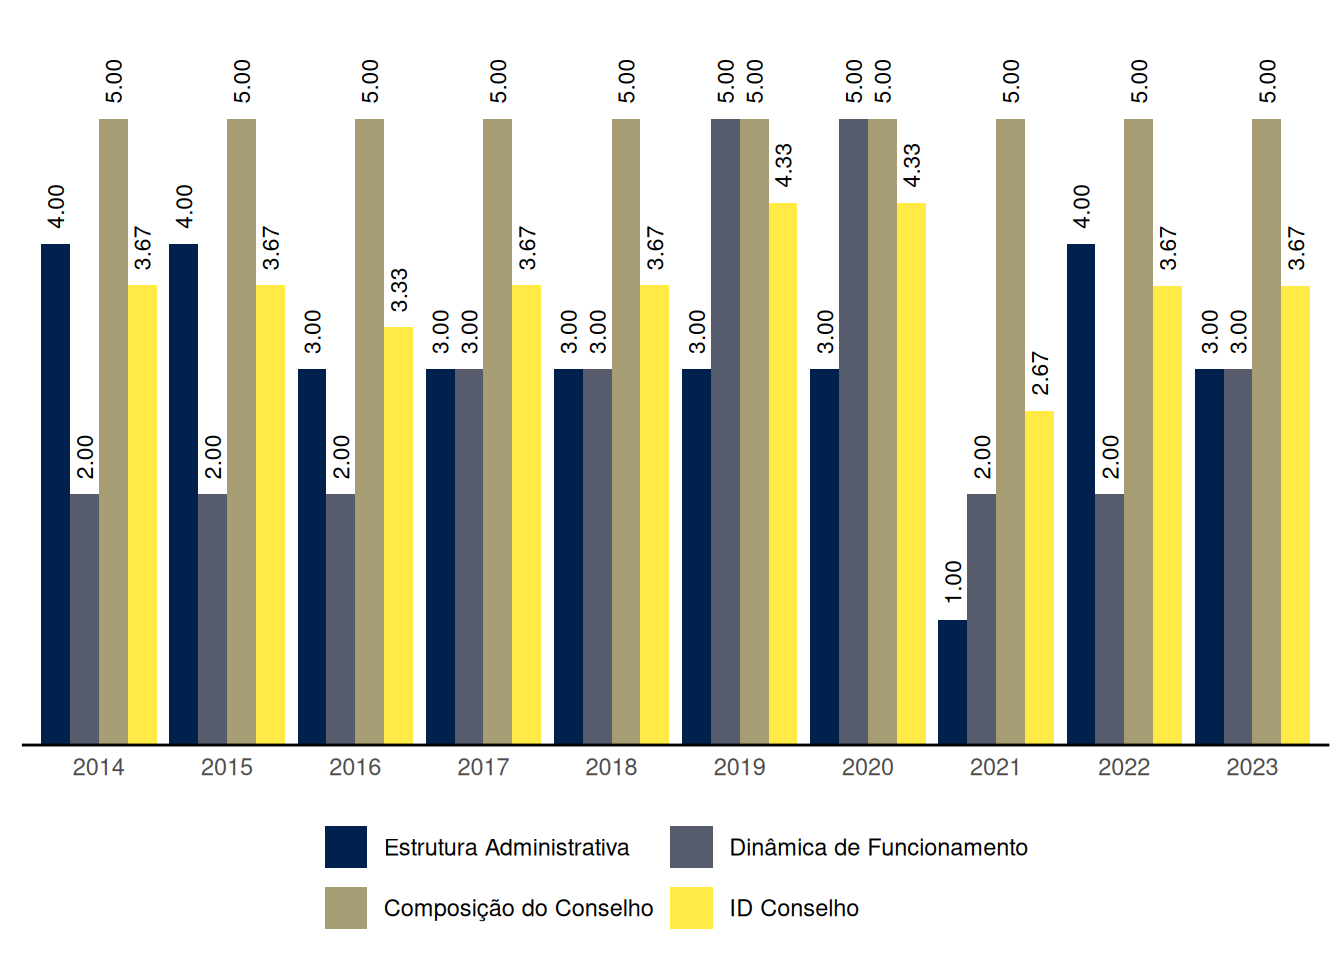 4.00 2.00 5.00 3.67 4.00 2.00 5.00 3.67 3.00 2.00 5.00 3.33 3.00 3.00 5.00 3.67 3.00 3.00 5.00 3.67 3.00 5.00 5.00 4.33 3.00 5.00 5.00 4.33 1.00 2.00 5.00 2.67 4.00 2.00 5.00 3.67 3.00 3.00 5.00 3.67
2014 2015 2016 2017 2018 2019 2020 2021 2022 2023
Estrutura Administrativa Dinâmica de Funcionamento
Composição do Conselho ID Conselho